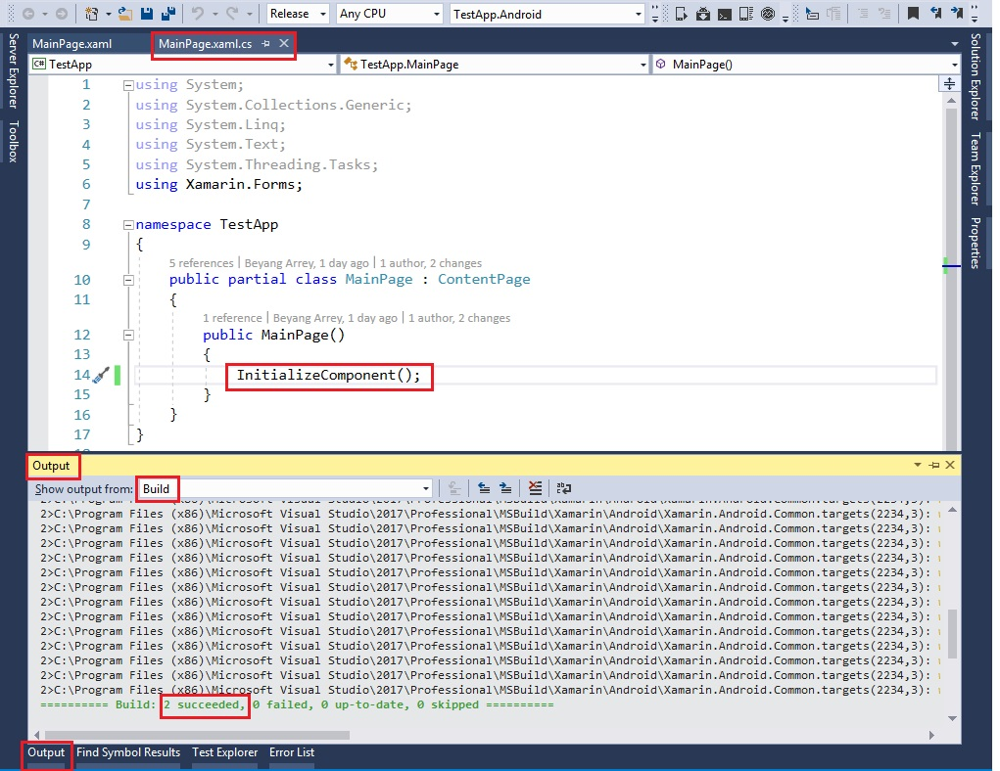 Release Any CPU TestApp.Android
Server Explorer
Toolbox
MainPage.xaml MainPage.xaml.cs
C# TestApp TestApp.MainPage MainPage()
1 using System;
2 using System.Collections.Generic;
3 using System.Linq;
4 using System.Text;
5 using System.Threading.Tasks;
6 using Xamarin.Forms;
7
8 namespace TestApp
9 {
5 references | Beyang Arrey, 1 day ago | 1 author, 2 changes
10 public partial class MainPage : ContentPage
11 {
1 reference | Beyang Arrey, 1 day ago | 1 author, 2 changes
12 public MainPage()
13 {
14 InitializeComponent();
15 }
16 }
17 }
Solution Explorer
Team Explorer
Properties
Output
Show output from: Build
2>C:\Program Files (x86)\Microsoft Visual Studio\2017\Professional\MSBuild\Xamarin\Android\Xamarin.Android.Common.targets(2234,3):
2>C:\Program Files (x86)\Microsoft Visual Studio\2017\Professional\MSBuild\Xamarin\Android\Xamarin.Android.Common.targets(2234,3):
2>C:\Program Files (x86)\Microsoft Visual Studio\2017\Professional\MSBuild\Xamarin\Android\Xamarin.Android.Common.targets(2234,3):
2>C:\Program Files (x86)\Microsoft Visual Studio\2017\Professional\MSBuild\Xamarin\Android\Xamarin.Android.Common.targets(2234,3):
2>C:\Program Files (x86)\Microsoft Visual Studio\2017\Professional\MSBuild\Xamarin\Android\Xamarin.Android.Common.targets(2234,3):
2>C:\Program Files (x86)\Microsoft Visual Studio\2017\Professional\MSBuild\Xamarin\Android\Xamarin.Android.Common.targets(2234,3):
2>C:\Program Files (x86)\Microsoft Visual Studio\2017\Professional\MSBuild\Xamarin\Android\Xamarin.Android.Common.targets(2234,3):
2>C:\Program Files (x86)\Microsoft Visual Studio\2017\Professional\MSBuild\Xamarin\Android\Xamarin.Android.Common.targets(2234,3):
2>C:\Program Files (x86)\Microsoft Visual Studio\2017\Professional\MSBuild\Xamarin\Android\Xamarin.Android.Common.targets(2234,3):
2>C:\Program Files (x86)\Microsoft Visual Studio\2017\Professional\MSBuild\Xamarin\Android\Xamarin.Android.Common.targets(2234,3):
2>C:\Program Files (x86)\Microsoft Visual Studio\2017\Professional\MSBuild\Xamarin\Android\Xamarin.Android.Common.targets(2234,3):
2>C:\Program Files (x86)\Microsoft Visual Studio\2017\Professional\MSBuild\Xamarin\Android\Xamarin.Android.Common.targets(2234,3):
2>C:\Program Files (x86)\Microsoft Visual Studio\2017\Professional\MSBuild\Xamarin\Android\Xamarin.Android.Common.targets(2234,3):
========== Build: 2 succeeded, 0 failed, 0 up-to-date, 0 skipped ==========
Output Find Symbol Results Test Explorer Error List